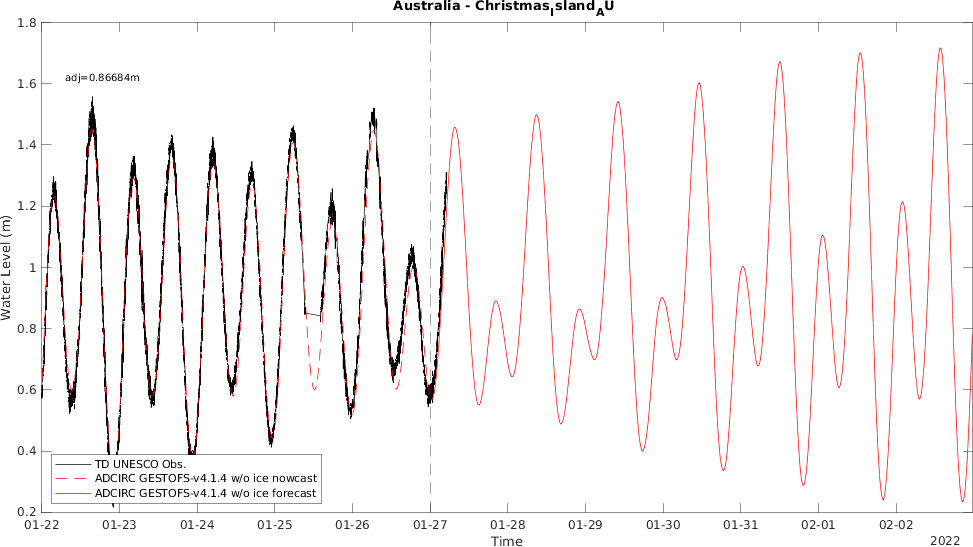 Australia - Christmas_Island_AU
adj=0.86684m
Water Level (m)
1.8
1.6
1.4
1.2
1
0.8
0.6
0.4
0.2
TD UNESCO Obs.
ADCIRC GESTOFS-v4.1.4 w/o ice nowcast
ADCIRC GESTOFS-v4.1.4 w/o ice forecast
01-22 01-23 01-24 01-25 01-26 01-27 01-28 01-29 01-30 01-31 02-01 02-02
Time
2022